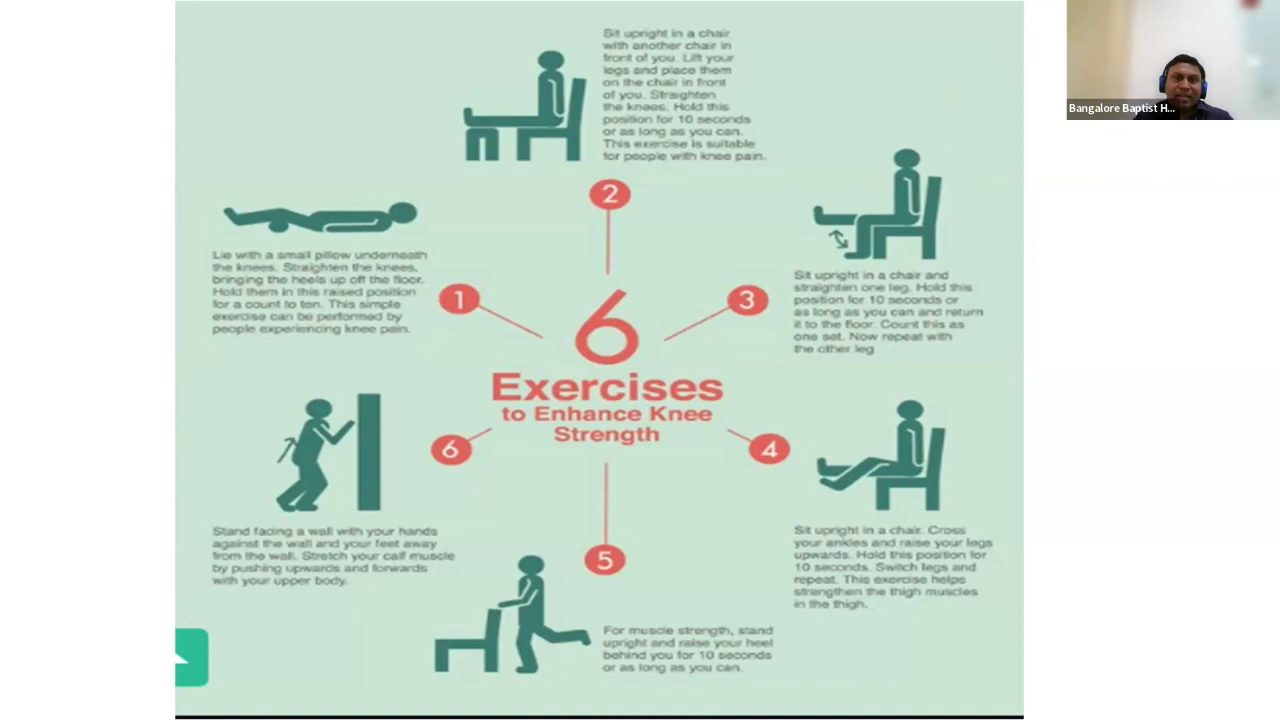 6
Exercises
to Enhance Knee
Strength
1
Lie with a small pillow underneath
the knees. Straighten the knees,
bringing the heels up off the floor.
Hold them in this raised position
for a count to ten. This simple
exercise can be performed by
people experiencing knee pain.
2
Sit upright in a chair
with another chair in
front of you. Lift your
legs and place them
on the chair in front
of you. Straighten
the knees. Hold this
position for 10 seconds
or as long as you can.
This exercise is suitable
for people with knee pain.
3
Sit upright in a chair and
straighten one leg. Hold this
position for 10 seconds or
as long as you can and return
it to the floor. Count this as
one set. Now repeat with
the other leg
4
Sit upright in a chair. Cross
your ankles and raise your legs
upwards. Hold this position for
10 seconds. Switch legs and
repeat. This exercise helps
strengthen the thigh muscles
in the thigh.
5
For muscle strength, stand
upright and raise your heel
behind you for 10 seconds
or as long as you can.
6
Stand facing a wall with your hands
against the wall and your feet away
from the wall. Stretch your calf muscle
by pushing upwards and forwards
with your upper body.
Bangalore Baptist H...